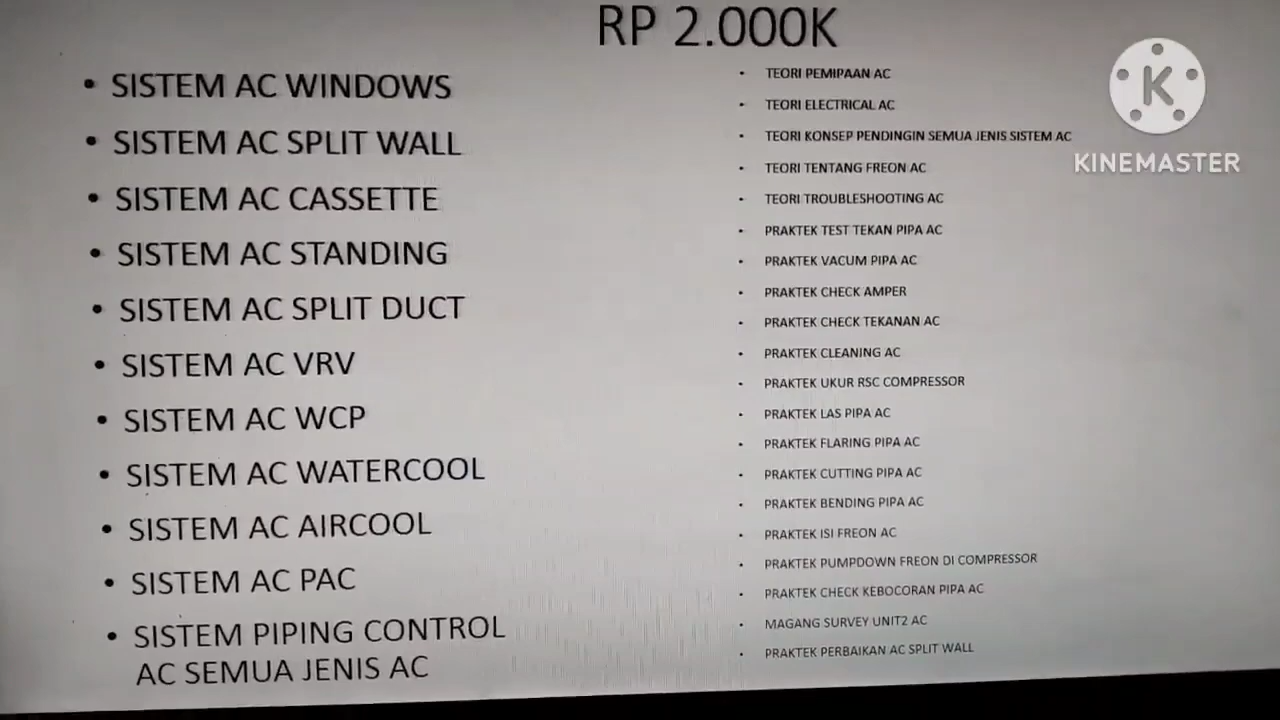 RP 2.000K
• SISTEM AC WINDOWS
• SISTEM AC SPLIT WALL
• SISTEM AC CASSETTE
• SISTEM AC STANDING
• SISTEM AC SPLIT DUCT
• SISTEM AC VRV
• SISTEM AC WCP
• SISTEM AC WATERCOOL
• SISTEM AC AIRCOOL
• SISTEM AC PAC
• SISTEM PIPING CONTROL
AC SEMUA JENIS AC
• TEORI PEMIPAAN AC
• TEORI ELECTRICAL AC
• TEORI KONSEP PENDINGIN SEMUA JENIS SISTEM AC
• TEORI TENTANG FREON AC
• TEORI TROUBLESHOOTING AC
• PRAKTEK TEST TEKAN PIPA AC
• PRAKTEK VACUM PIPA AC
• PRAKTEK CHECK AMPER
• PRAKTEK CHECK TEKANAN AC
• PRAKTEK CLEANING AC
• PRAKTEK UKUR RSC COMPRESSOR
• PRAKTEK LAS PIPA AC
• PRAKTEK FLARING PIPA AC
• PRAKTEK CUTTING PIPA AC
• PRAKTEK BENDING PIPA AC
• PRAKTEK ISI FREON AC
• PRAKTEK PUMPDOWN FREON DI COMPRESSOR
• PRAKTEK CHECK KEBOCORAN PIPA AC
• MAGANG SURVEY UNIT2 AC
• PRAKTEK PERBAIKAN AC SPLIT WALL
K
KINEMASTER